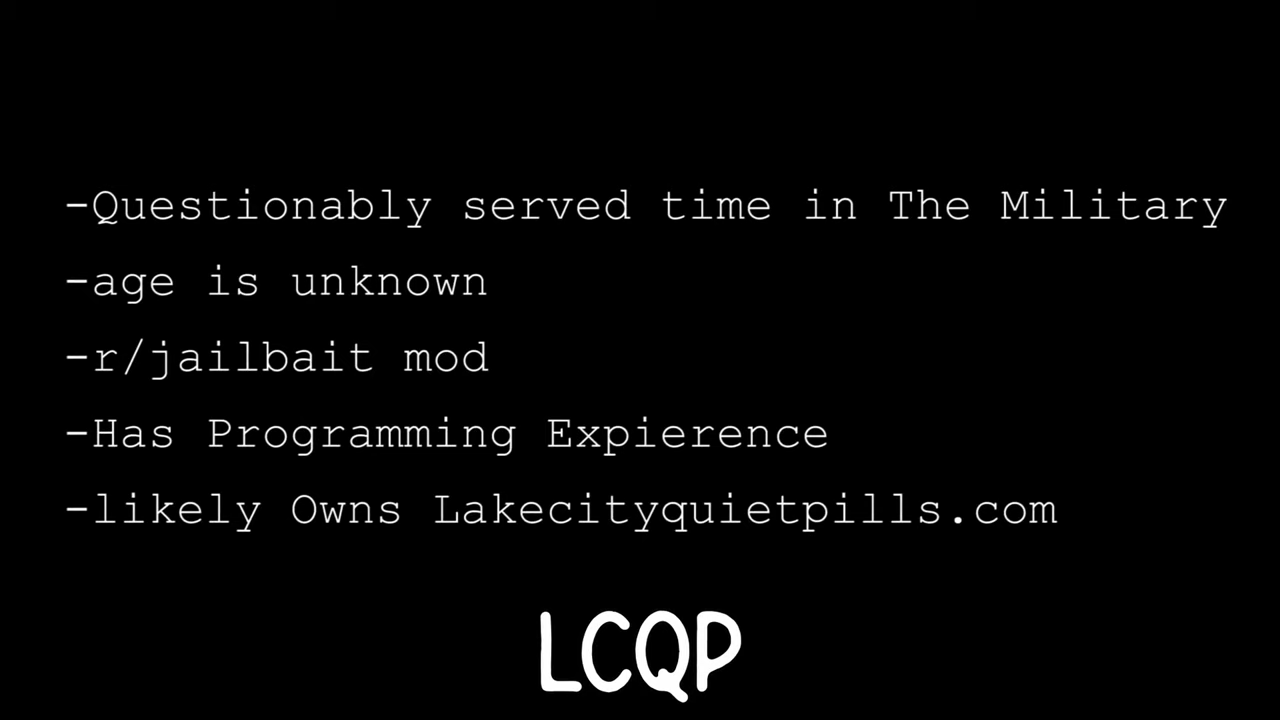 -Questionably served time in The Military
-age is unknown
-r/jailbait mod
-Has Programming Expierence
-likely Owns Lakecityquietpills.com
LCQP